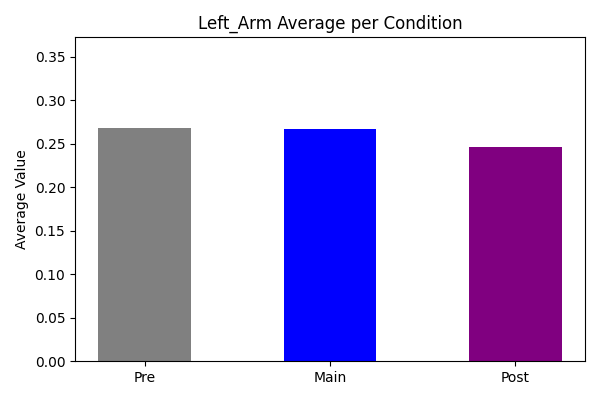 Left_Arm Average per Condition
Average Value
0.35
0.30
0.25
0.20
0.15
0.10
0.05
0.00
Pre
Main
Post